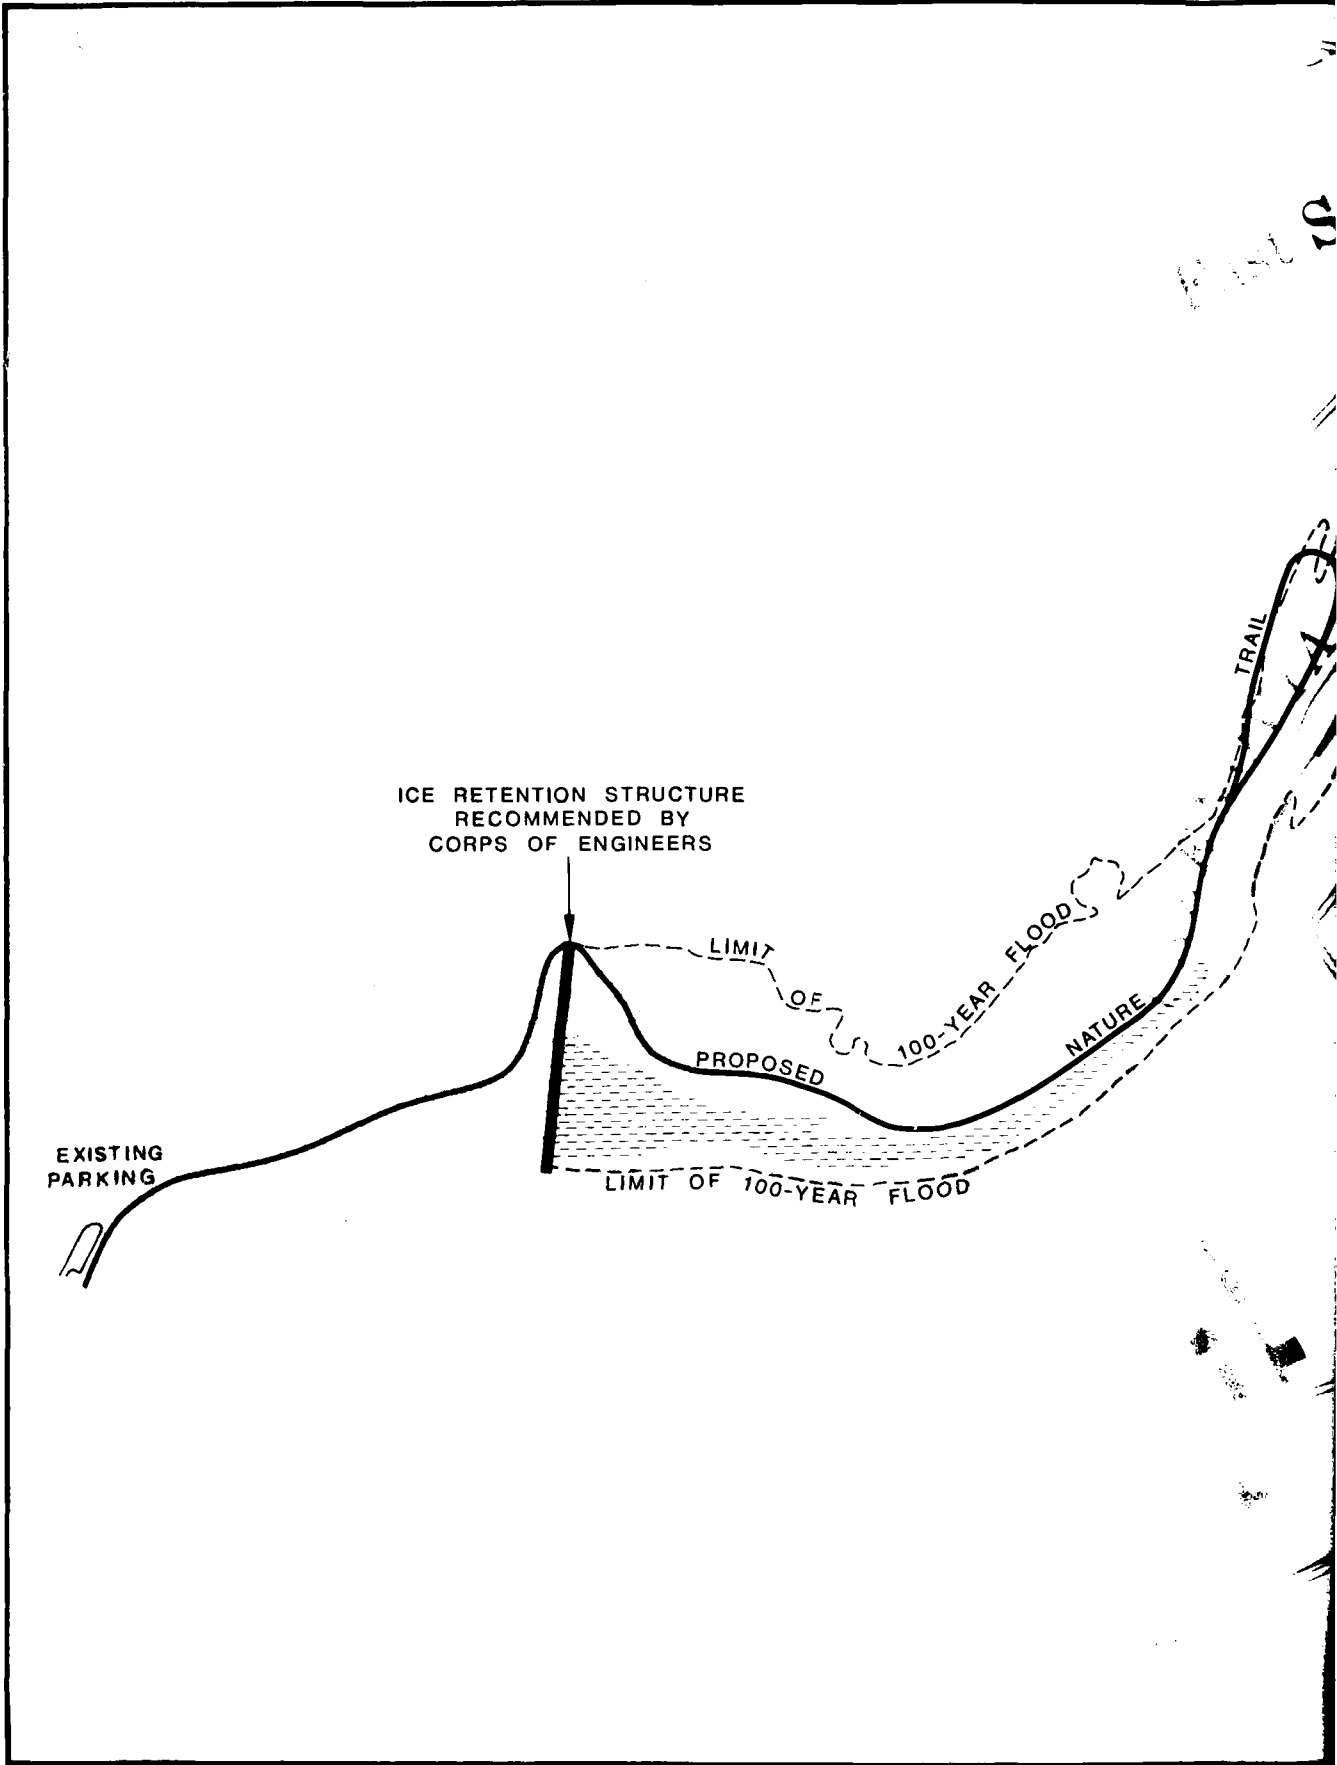 TRAIL
ICE RETENTION STRUCTURE
RECOMMENDED BY
CORPS OF ENGINEERS
LIMIT OF 100-YEAR FLOOD
PROPOSED NATURE
EXISTING
PARKING
LIMIT OF 100-YEAR FLOOD